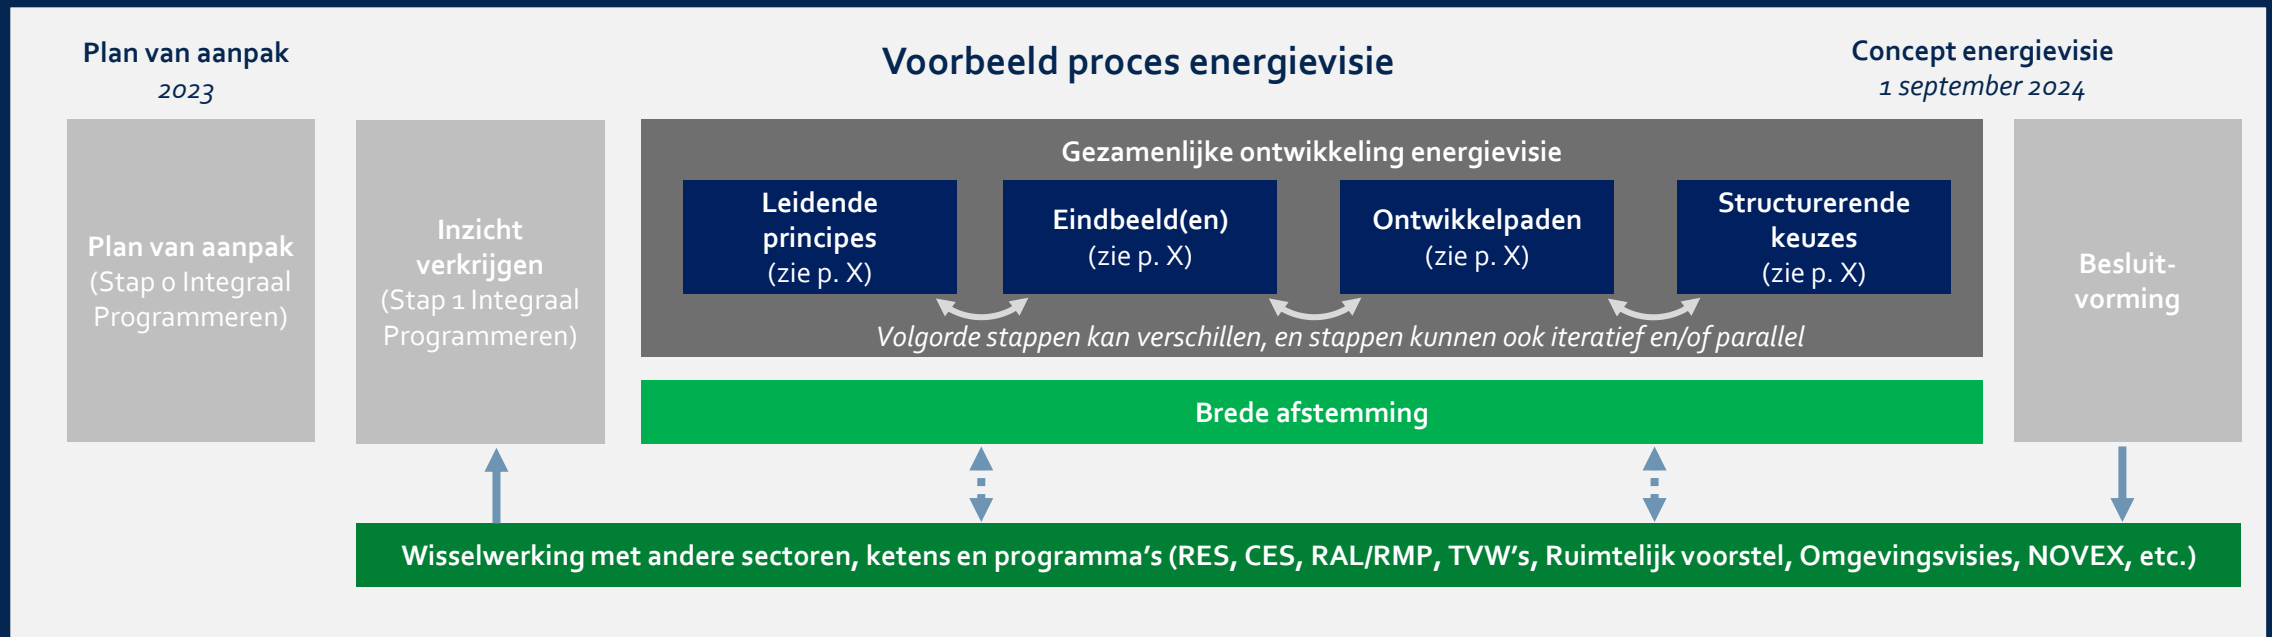 Plan van aanpak
2023
Voorbeeld proces energievisie
Concept energievisie
1 september 2024
Plan van aanpak
(Stap 0 Integraal
Programmeren)
Inzicht
verkrijgen
(Stap 1 Integraal
Programmeren)
Gezamenlijke ontwikkeling energievisie
Leidende
principes
(zie p. X)
Eindbeeld(en)
(zie p. X)
Ontwikkelpaden
(zie p. X)
Structurerende
keuzes
(zie p. X)
Volgorde stappen kan verschillen, en stappen kunnen ook iteratief en/of parallel
Besluit-
vorming
Brede afstemming
Wisselwerking met andere sectoren, ketens en programma's (RES, CES, RAL/RMP, TVW's, Ruimtelijk voorstel, Omgevingsvisies, NOVEX, etc.)